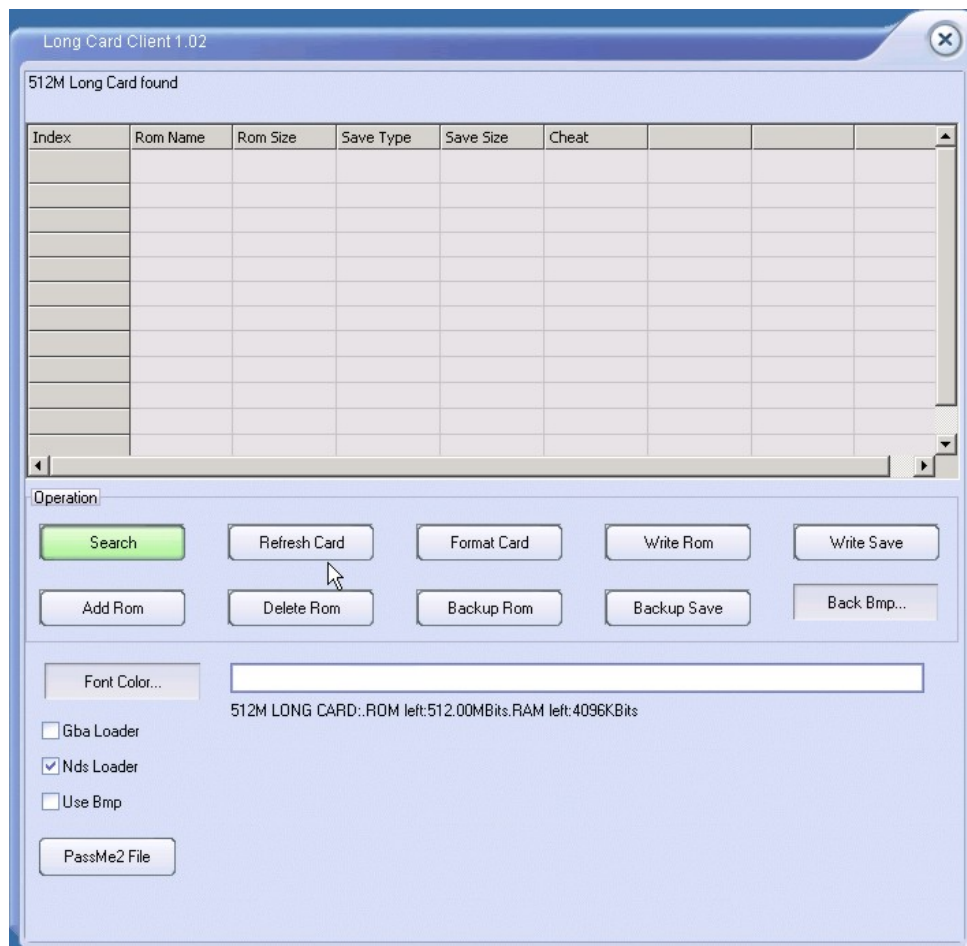 Long Card Client 1.02
512M Long Card found
Index Rom Name Rom Size Save Type Save Size Cheat
Operation
Search Refresh Card Format Card Write Rom Write Save
Add Rom Delete Rom Backup Rom Backup Save Back Bmp...
Font Color...
512M LONG CARD:.ROM left:512.00MBits.RAM left:4096KBits
Gba Loader
Nds Loader
Use Bmp
PassMe2 File